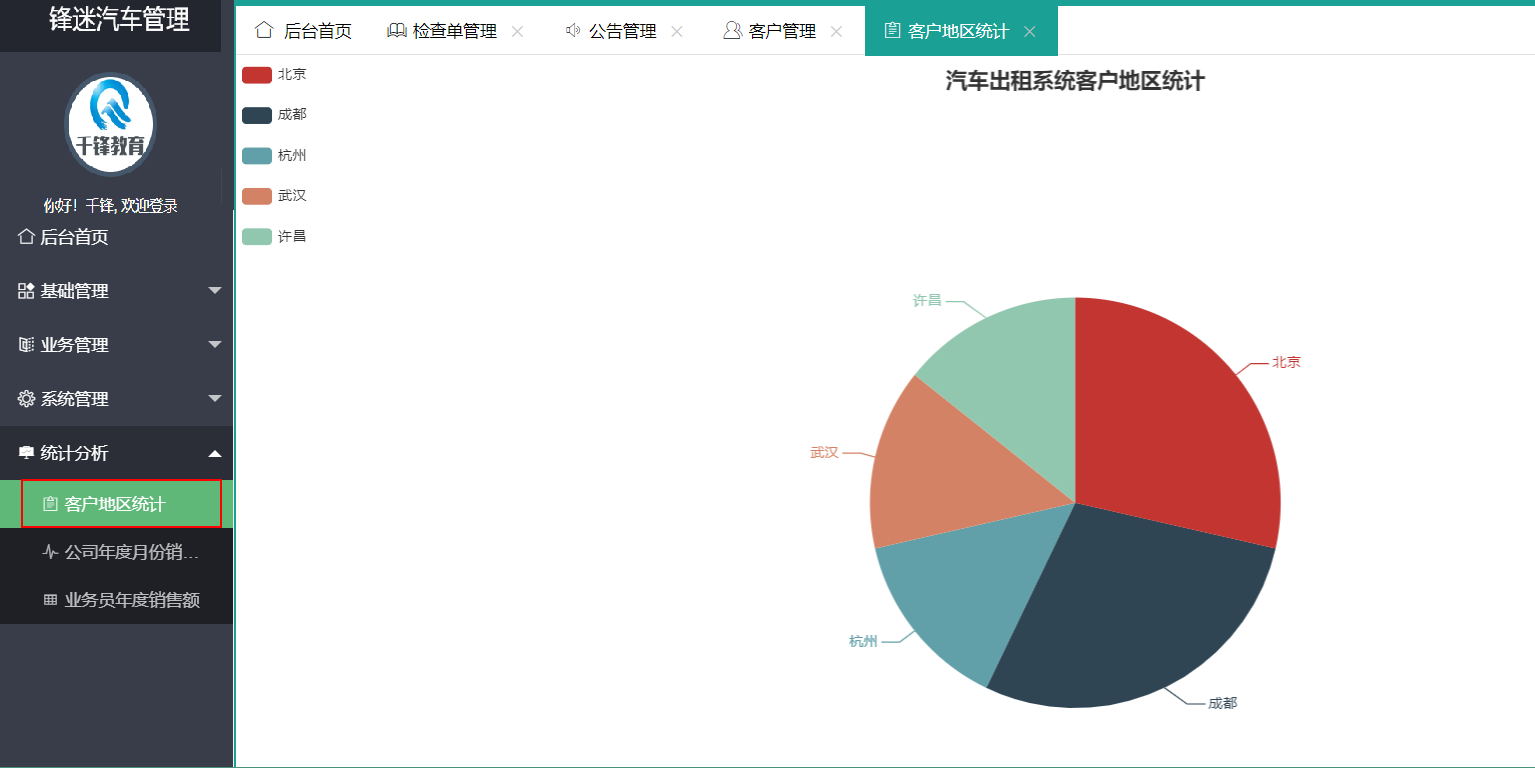 锋迷汽车管理
千锋教育
你好！千锋, 欢迎登录
后台首页
基础管理
业务管理
系统管理
统计分析
客户地区统计
公司年度月份销...
业务员年度销售额
后台首页 检查单管理 公告管理 客户管理 客户地区统计
汽车出租系统客户地区统计
北京
成都
杭州
武汉
许昌
许昌
北京
武汉
杭州
成都